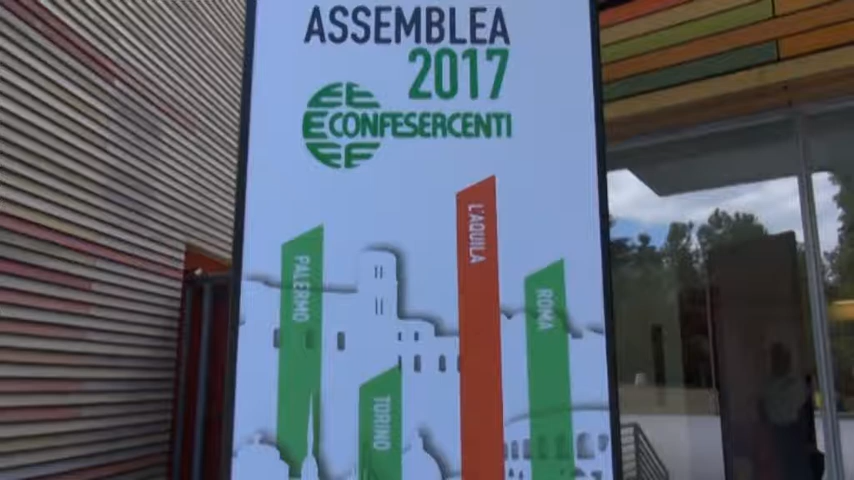 ASSEMBLEA
2017
CONFESERCENTI
L'AQUILA
PALERMO
ROMA
TORINO